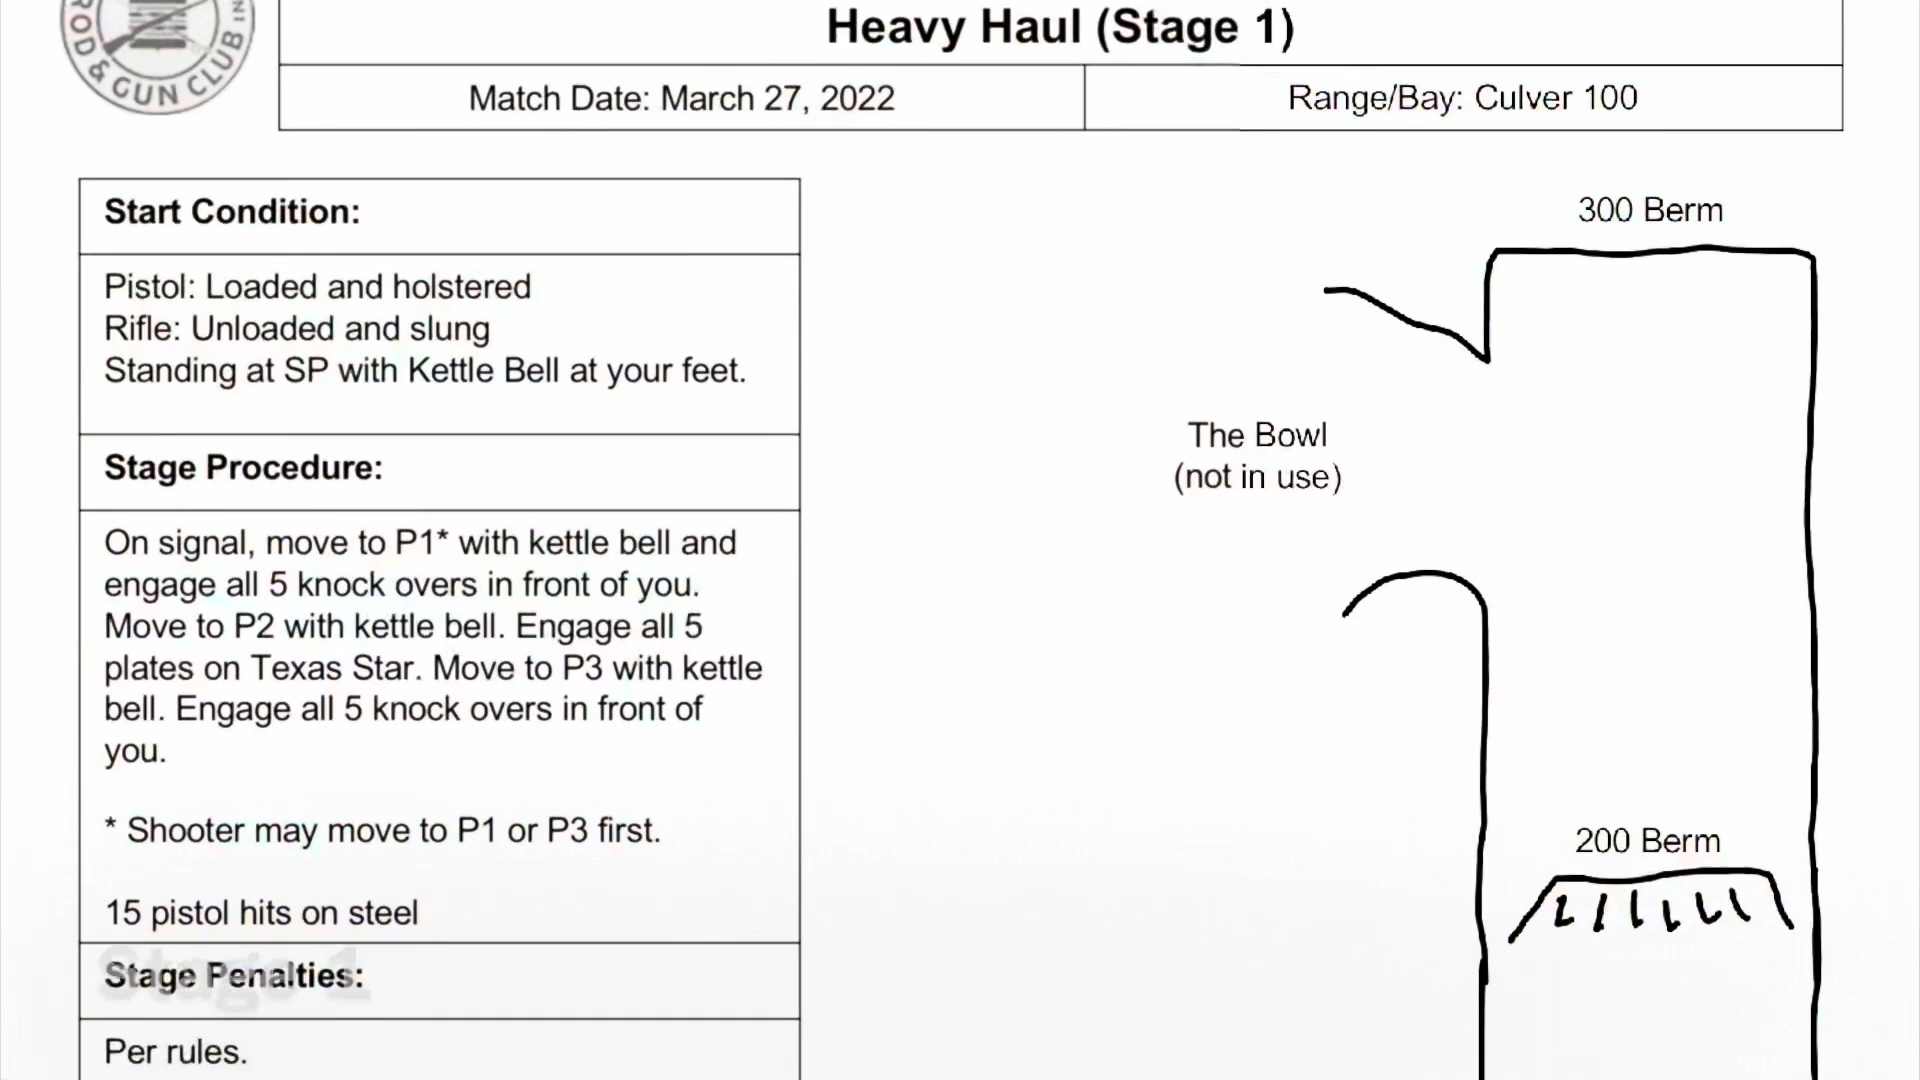 ROD & GUN CLUB IN
Heavy Haul (Stage 1)
Match Date: March 27, 2022
Range/Bay: Culver 100
Start Condition:
Pistol: Loaded and holstered
Rifle: Unloaded and slung
Standing at SP with Kettle Bell at your feet.
Stage Procedure:
On signal, move to P1* with kettle bell and
engage all 5 knock overs in front of you.
Move to P2 with kettle bell. Engage all 5
plates on Texas Star. Move to P3 with kettle
bell. Engage all 5 knock overs in front of
you.
* Shooter may move to P1 or P3 first.
15 pistol hits on steel
Stage 1
Stage Penalties:
Per rules.
300 Berm
The Bowl
(not in use)
200 Berm